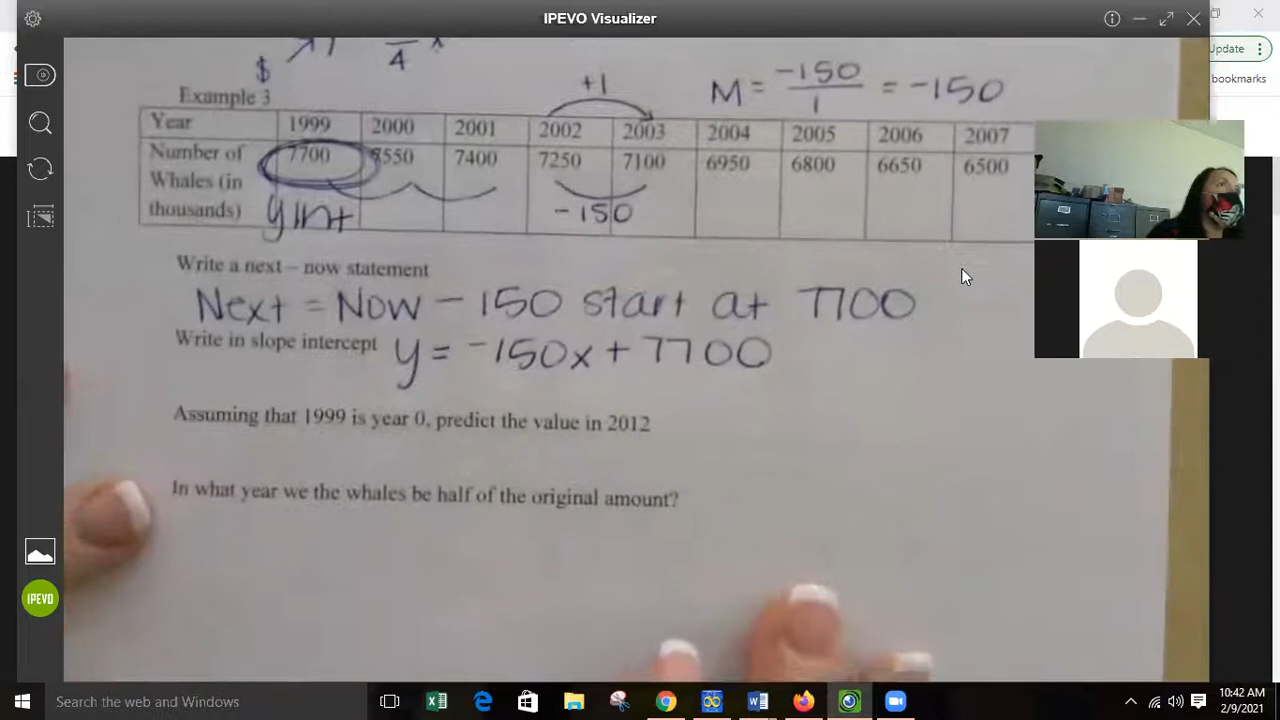 IPEVO Visualizer
Update
bookmarks
$
4 x
+1
M = -150/1 = -150
Example 3
Year 1999 2000 2001 2002 2003 2004 2005 2006 2007
Number of Whales (in thousands) 7700 7550 7400 7250 7100 6950 6800 6650 6500
y int
-150
Write a next – now statement
Next = Now - 150 start at 7700
Write in slope intercept y = -150x + 7700
Assuming that 1999 is year 0, predict the value in 2012
In what year we the whales be half of the original amount?
IPEVO
Search the web and Windows
10:42 AM
2/9/2021